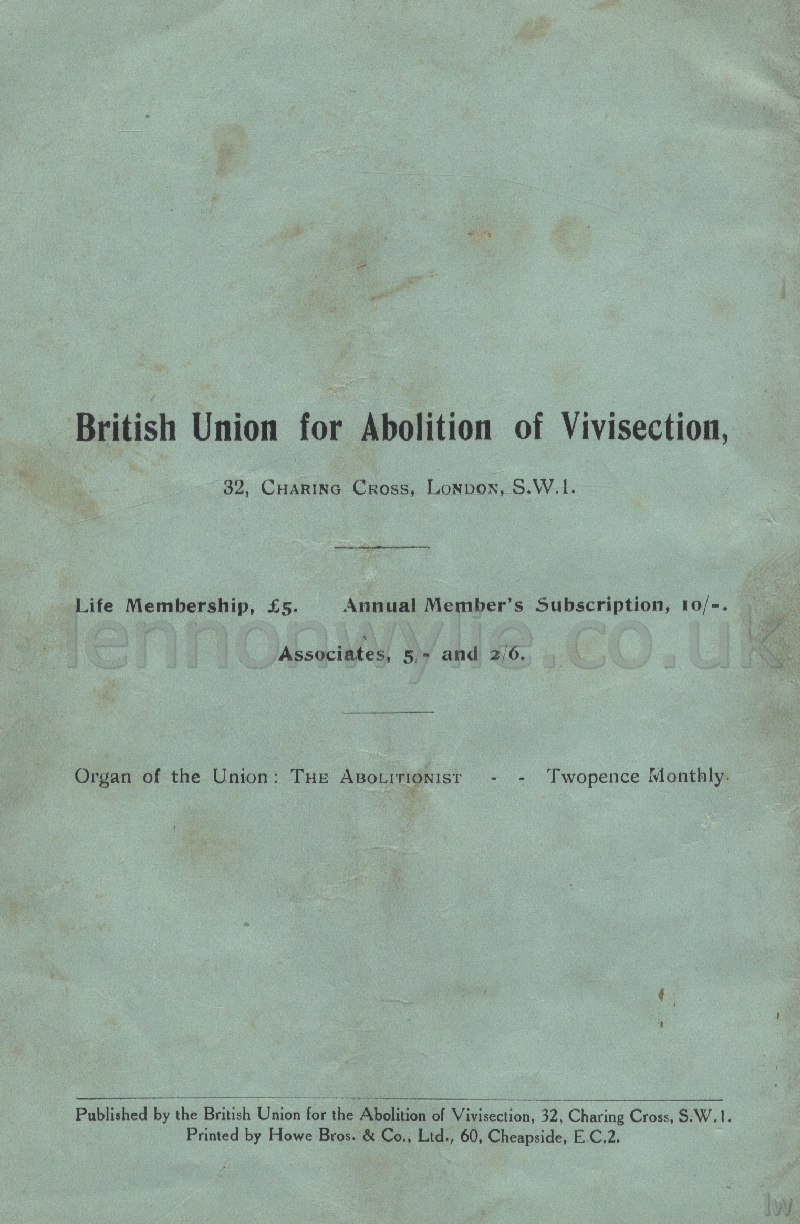 British Union for Abolition of Vivisection,
32, Charing Cross, London, S.W.1.
Life Membership, £5. Annual Member's Subscription, 10/-.
lennonwylie.co.uk
Associates, 5/- and 2/6.
Organ of the Union: The Abolitionist - - Twopence Monthly.
Published by the British Union for the Abolition of Vivisection, 32, Charing Cross, S.W.1.
Printed by Howe Bros. & Co., Ltd., 60, Cheapside, E.C.2.
lw